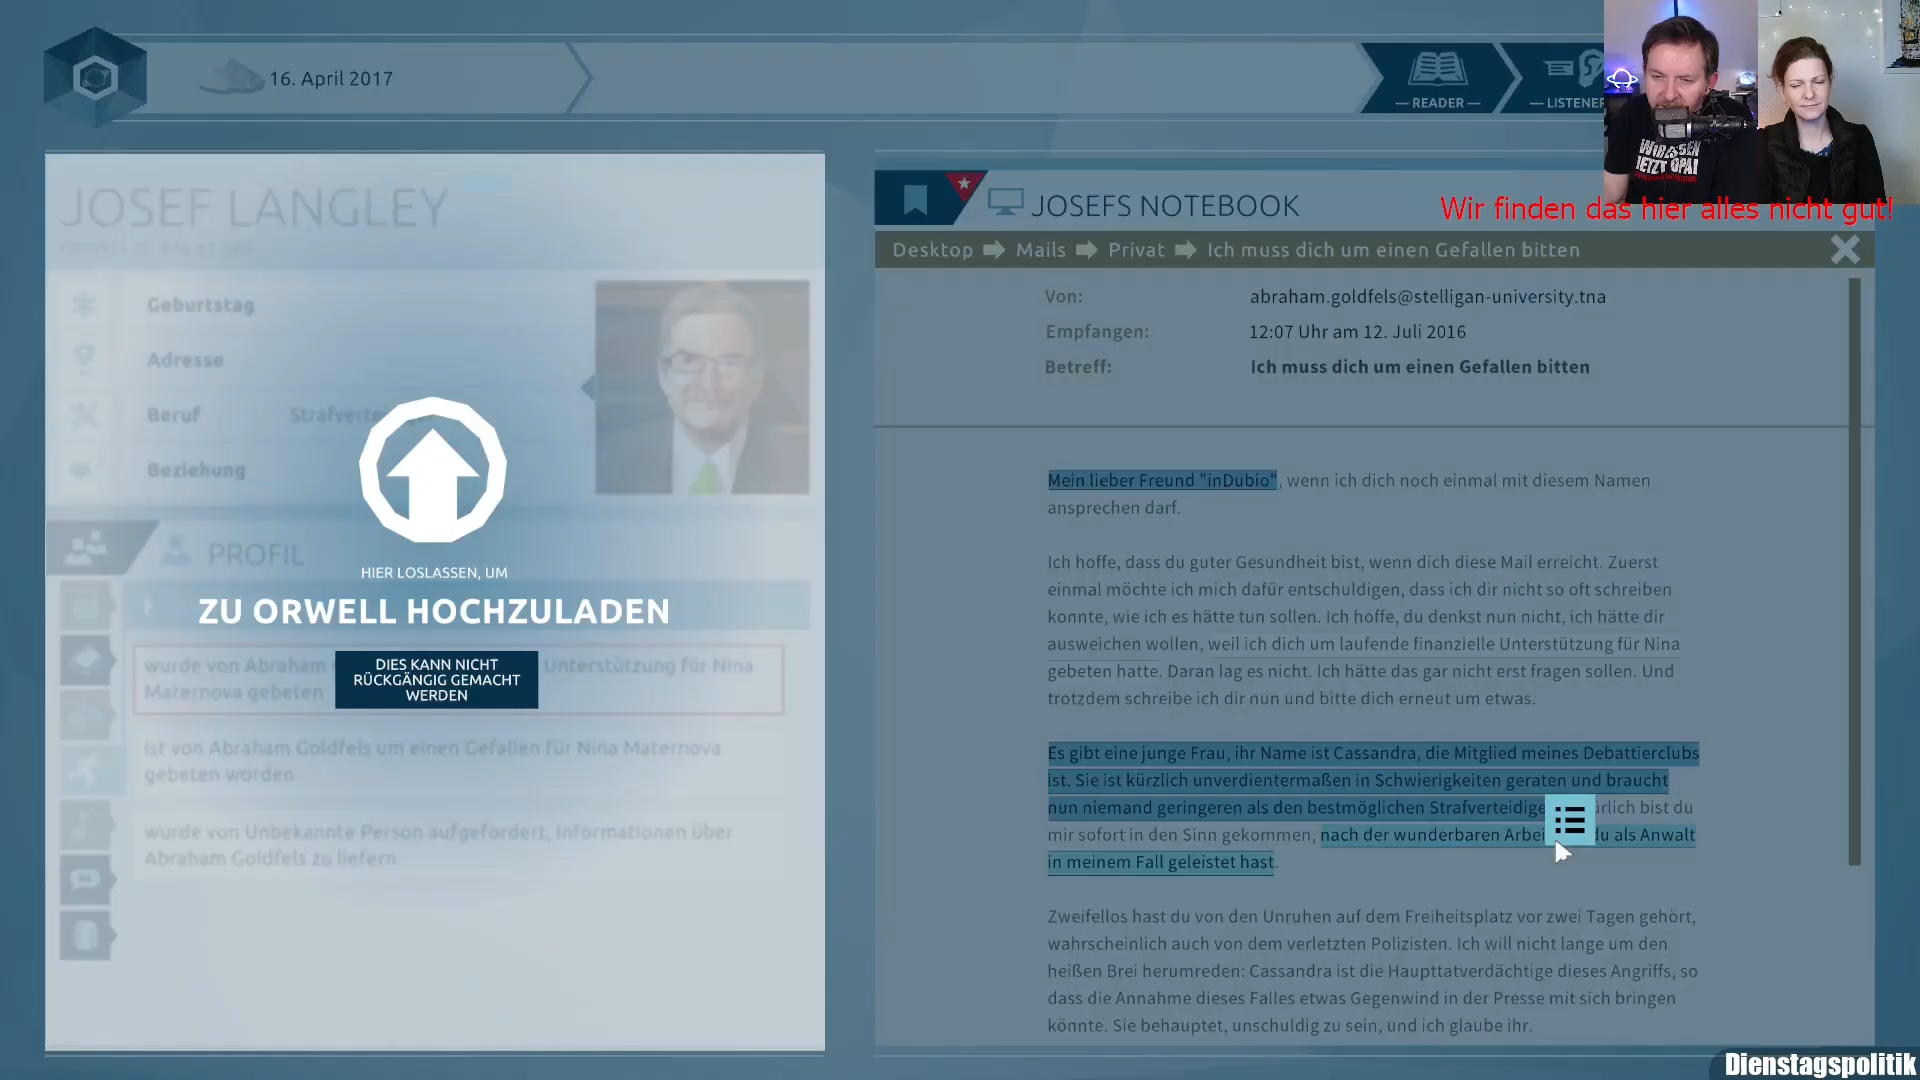 16. April 2017
— READER —
— LISTENER
WIR ESSEN
JETZT OPA!
Wir finden das hier alles nicht gut!
JOSEF LANGLEY
Geburtstag
Adresse
Beruf
Beziehung
PROFIL
HIER LOSLASSEN, UM
ZU ORWELL HOCHZULADEN
DIES KANN NICHT
RÜCKGÄNGIG GEMACHT
WERDEN
wurde von Abraham
Unterstützung für Nina
Maternova gebeten
ist von Abraham Goldfels um einen Gefallen für Nina Maternova
gebeten worden
wurde von Unbekannte Person aufgefordert, Informationen über
Abraham Goldfels zu liefern
JOSEFS NOTEBOOK
Desktop Mails Privat Ich muss dich um einen Gefallen bitten
Von: abraham.goldfels@stelligan-university.tna
Empfangen: 12:07 Uhr am 12. Juli 2016
Betreff: Ich muss dich um einen Gefallen bitten
Mein lieber Freund "inDubio", wenn ich dich noch einmal mit diesem Namen
ansprechen darf.
Ich hoffe, dass du guter Gesundheit bist, wenn dich diese Mail erreicht. Zuerst
einmal möchte ich mich dafür entschuldigen, dass ich dir nicht so oft schreiben
konnte, wie ich es hätte tun sollen. Ich hoffe, du denkst nun nicht, ich hätte dir
ausweichen wollen, weil ich dich um laufende finanzielle Unterstützung für Nina
gebeten hatte. Daran lag es nicht. Ich hätte das gar nicht erst fragen sollen. Und
trotzdem schreibe ich dir nun und bitte dich erneut um etwas.
Es gibt eine junge Frau, ihr Name ist Cassandra, die Mitglied meines Debattierclubs
ist. Sie ist kürzlich unverdientermaßen in Schwierigkeiten geraten und braucht
nun niemand geringeren als den bestmöglichen Strafverteidige ürlich bist du
mir sofort in den Sinn gekommen, nach der wunderbaren Arbei du als Anwalt
in meinem Fall geleistet hast.
Zweifellos hast du von den Unruhen auf dem Freiheitsplatz vor zwei Tagen gehört,
wahrscheinlich auch von dem verletzten Polizisten. Ich will nicht lange um den
heißen Brei herumreden: Cassandra ist die Haupttatverdächtige dieses Angriffs, so
dass die Annahme dieses Falles etwas Gegenwind in der Presse mit sich bringen
könnte. Sie behauptet, unschuldig zu sein, und ich glaube ihr.
Dienstagspolitik